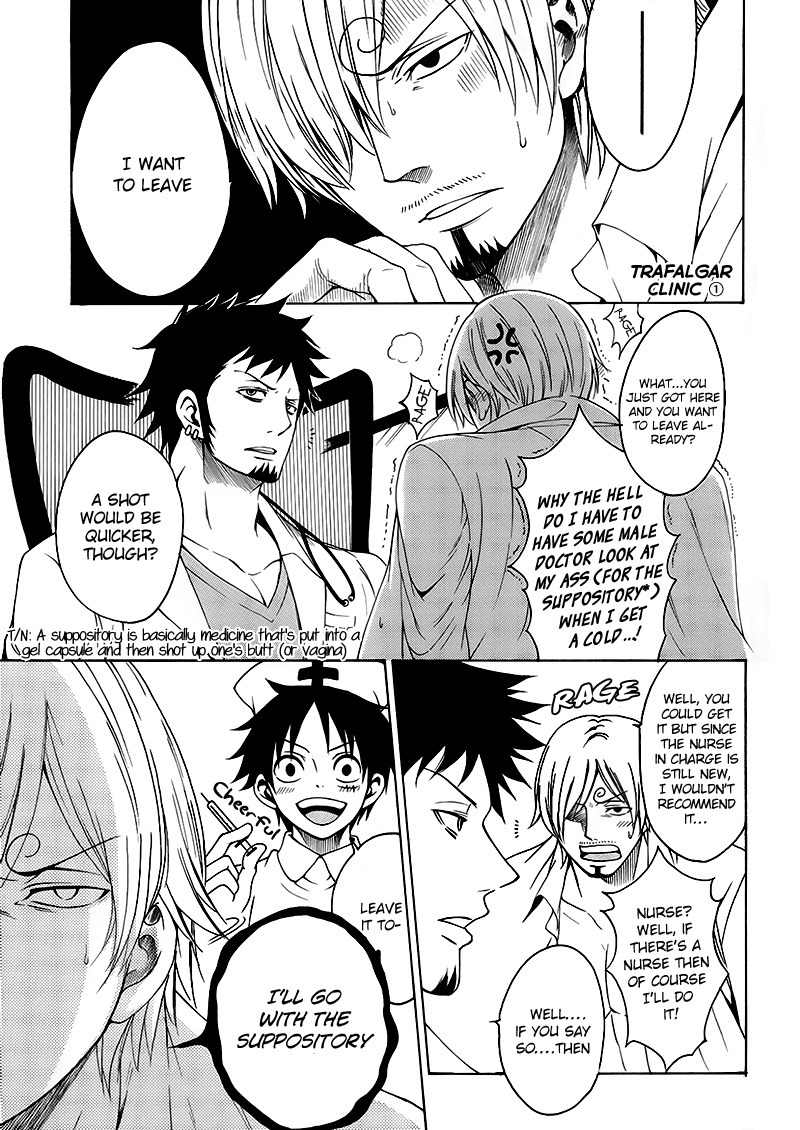 I WANT
TO LEAVE
TRAFALGAR
CLINIC ①
RAGE
WHAT...YOU
JUST GOT HERE
AND YOU WANT
TO LEAVE AL-
READY?
RAGE
WHY THE HELL
DO I HAVE TO
HAVE SOME MALE
DOCTOR LOOK AT
MY ASS (FOR THE
SUPPOSITORY*)
WHEN I GET
A COLD...!
A SHOT
WOULD BE
QUICKER,
THOUGH?
T/N: A suppository is basically medicine that's put into a
gel capsule and then shot up one's butt (or vagina)
RAGE
WELL, YOU
COULD GET
IT BUT SINCE
THE NURSE
IN CHARGE
IS STILL NEW,
I WOULDN'T
RECOMMEND
IT...
NURSE?
WELL, IF
THERE'S A
NURSE THEN
OF COURSE
I'LL DO
IT!
WELL....
IF YOU SAY
SO....THEN
Cheerful
LEAVE
IT TO-
I'LL GO
WITH THE
SUPPOSITORY